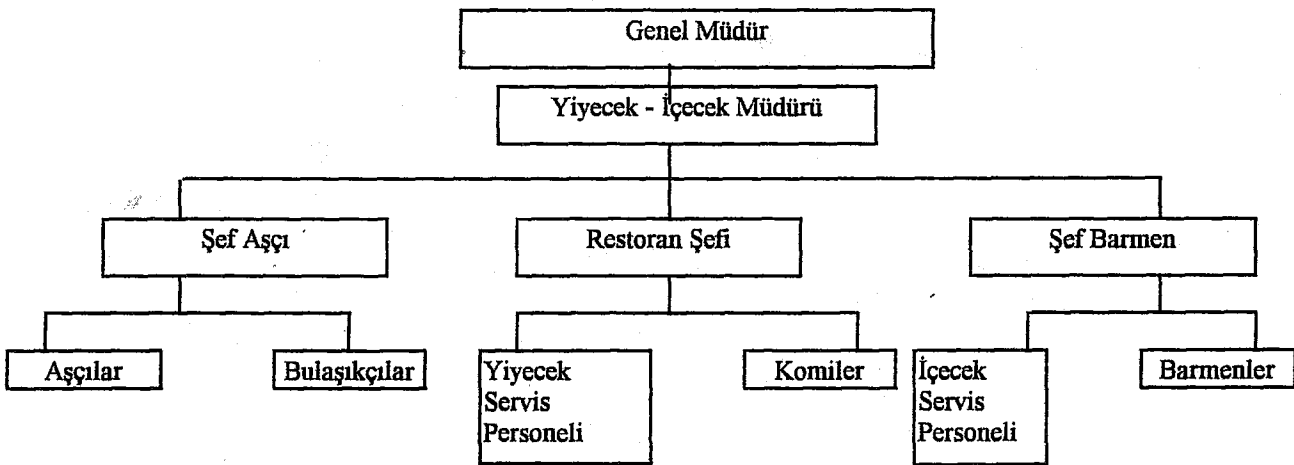 Genel Müdür
Yiyecek - İçecek Müdürü
Şef Aşçı
Restoran Şefi
Şef Barmen
Aşçılar
Bulaşıkçılar
Yiyecek
Servis
Personeli
Komiler
İçecek
Servis
Personeli
Barmenler